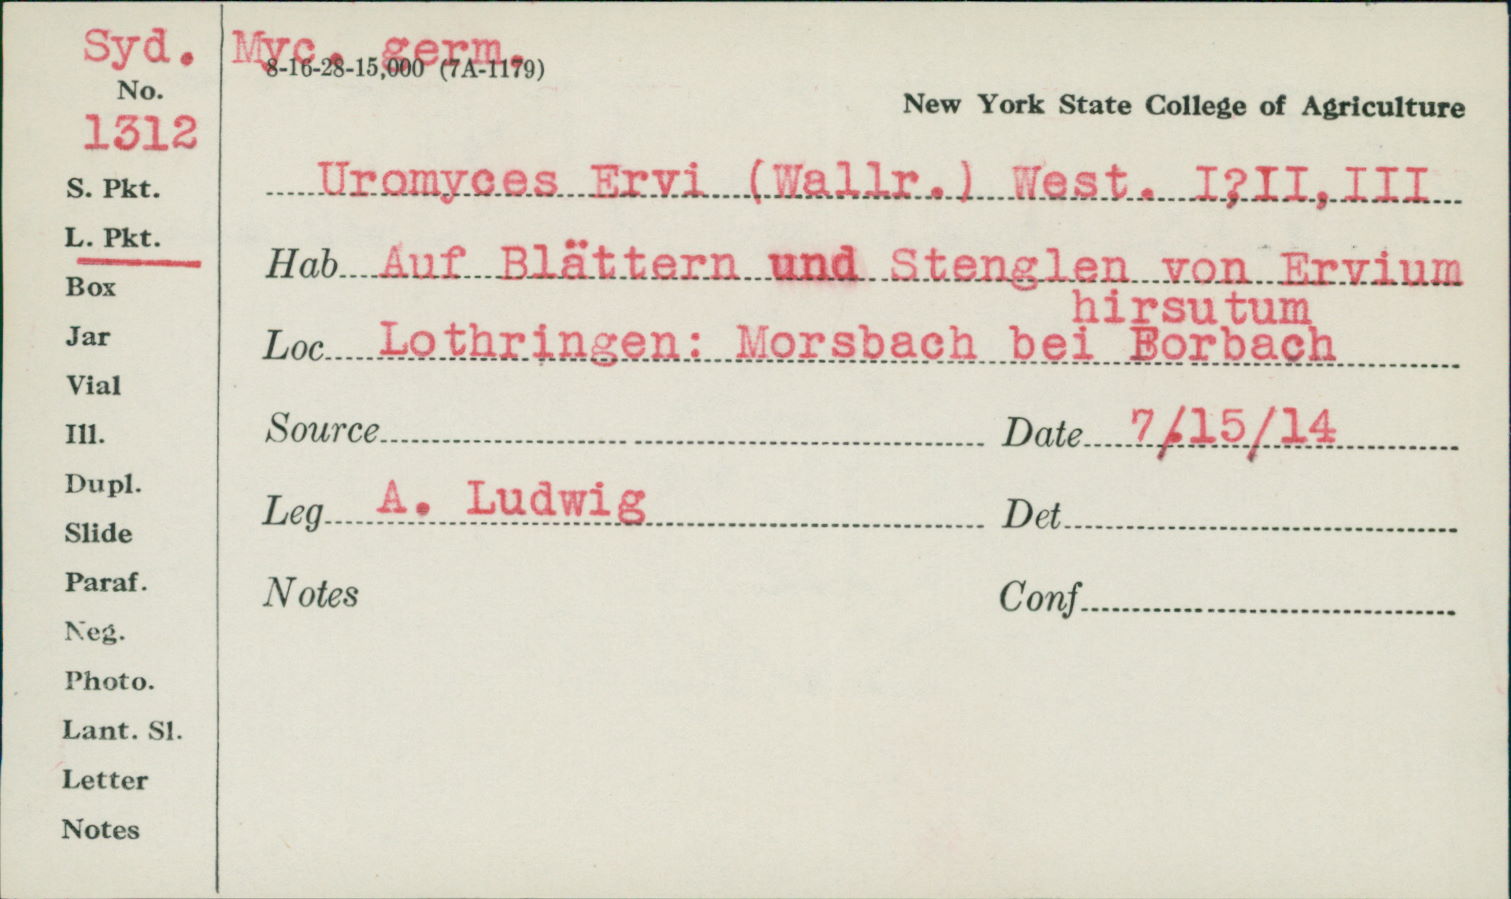 Syd. Myc. germ.
8-16-28-15,000 (7A-1179)
No.
1312
New York State College of Agriculture
S. Pkt.
Uromyces Ervi (Wallr.) West. I?II,III
L. Pkt.
Hab. Auf Blättern und Stenglen von Ervium
hirsutum
Box
Jar
Loc. Lothringen: Morsbach bei Borbach
Vial
Ill.
Source
Date 7/15/14
Dupl.
Leg. A. Ludwig
Det.
Slide
Paraf.
Notes
Conf.
Neg.
Photo.
Lant. Sl.
Letter
Notes